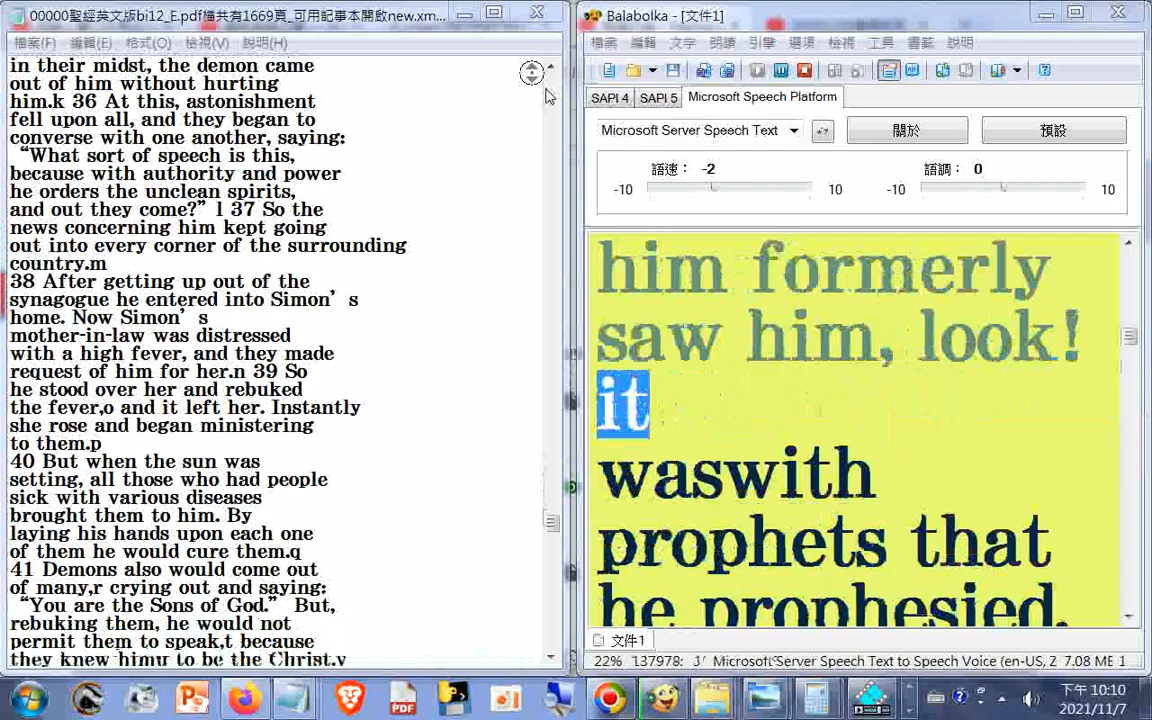 00000聖經英文版bi12_E.pdf檔共有1669頁_可用記事本開啟new.xm...
檔案(F) 編輯(E) 格式(O) 檢視(V) 說明(H)
in their midst, the demon came
out of him without hurting
him.k 36 At this, astonishment
fell upon all, and they began to
converse with one another, saying:
“What sort of speech is this,
because with authority and power
he orders the unclean spirits,
and out they come?” l 37 So the
news concerning him kept going
out into every corner of the surrounding
country.m
38 After getting up out of the
synagogue he entered into Simon’ s
home. Now Simon’ s
mother-in-law was distressed
with a high fever, and they made
request of him for her.n 39 So
he stood over her and rebuked
the fever,o and it left her. Instantly
she rose and began ministering
to them.p
40 But when the sun was
setting, all those who had people
sick with various diseases
brought them to him. By
laying his hands upon each one
of them he would cure them.q
41 Demons also would come out
of many,r crying out and saying:
“You are the Sons of God.” But,
rebuking them, he would not
permit them to speak,t because
they knew himu to be the Christ.v
Balabolka - [文件1]
檔案 編輯 文字 朗讀 引擎 選項 檢視 工具 書籤 說明
SAPI 4 SAPI 5 Microsoft Speech Platform
Microsoft Server Speech Text 關於 預設
語速： -2 語調： 0
-10 10 -10 10
him formerly
saw him, look!
it
waswith
prophets that
he prophesied.
文件1
22% 137978: Microsoft Server Speech Text to Speech Voice (en-US, Z 7.08 MB 1
PDF
下午 10:10
2021/11/7